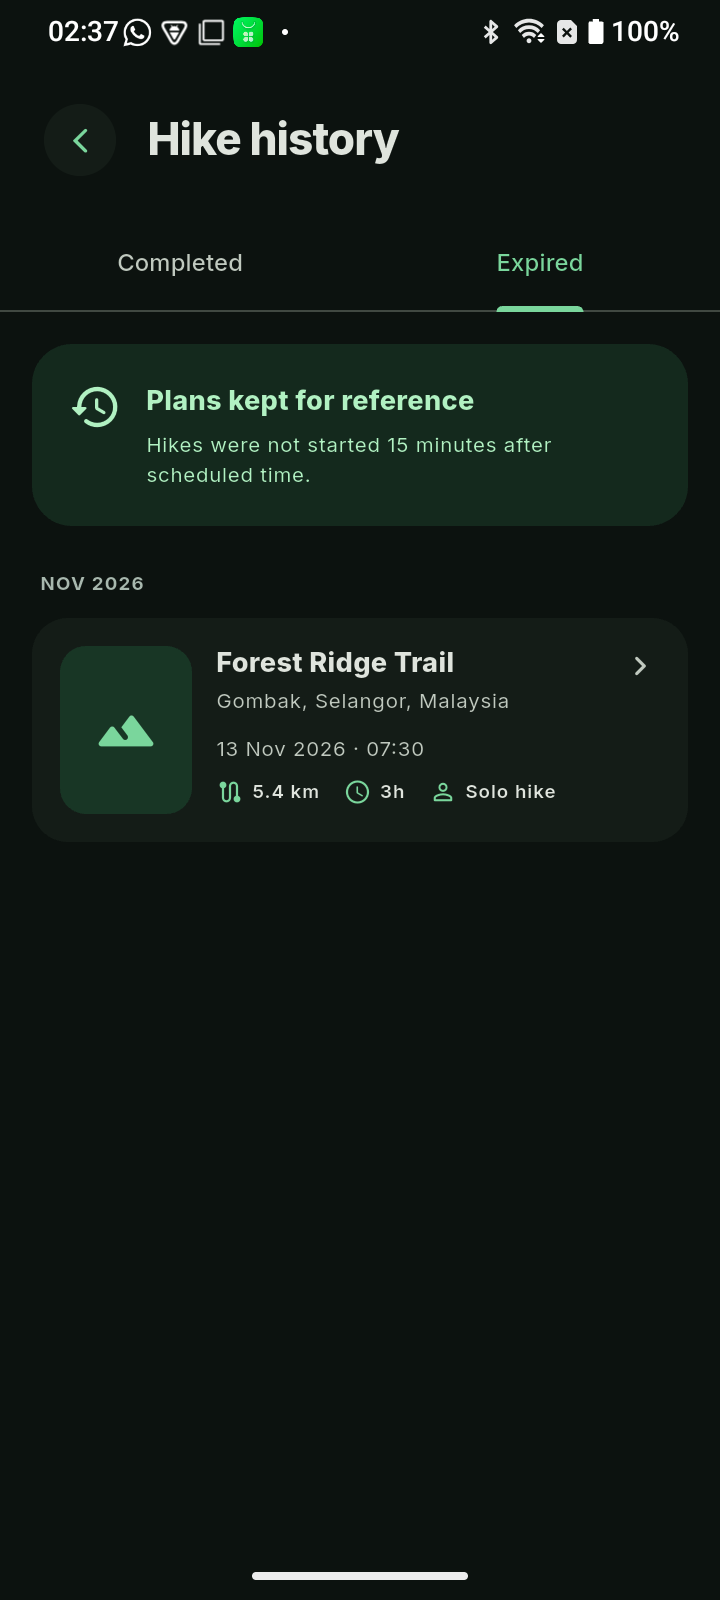 02:37
100%
Hike history
Completed
Expired
Plans kept for reference
Hikes were not started 15 minutes after
scheduled time.
NOV 2026
Forest Ridge Trail
Gombak, Selangor, Malaysia
13 Nov 2026 · 07:30
5.4 km
3h
Solo hike